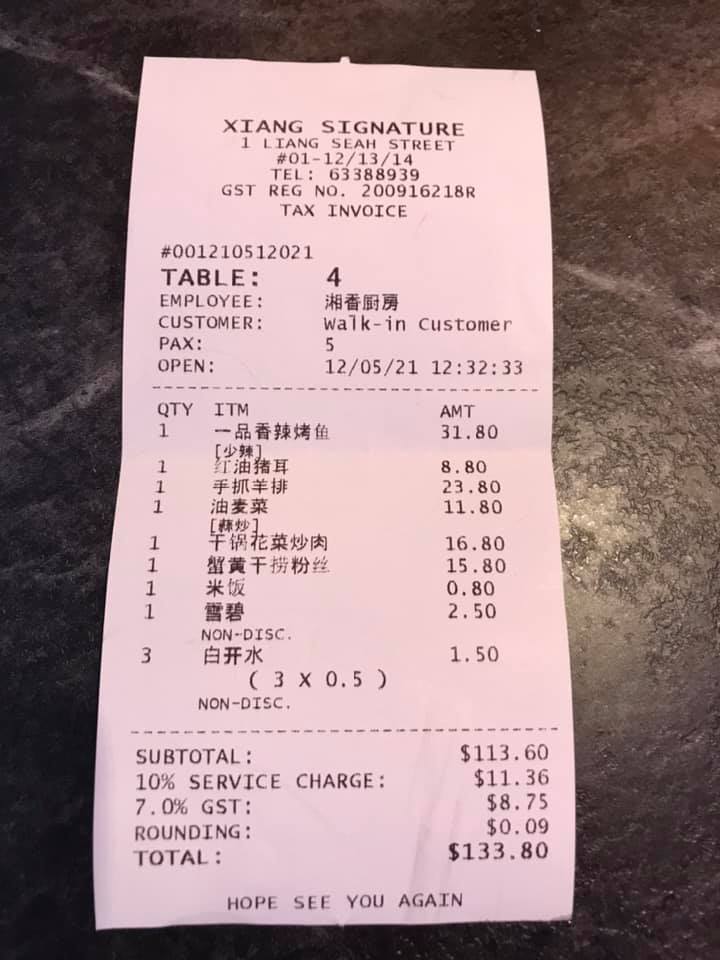 XIANG SIGNATURE
1 LIANG SEAH STREET
#01-12/13/14
TEL: 63388939
GST REG NO. 200916218R
TAX INVOICE
#001210512021
TABLE: 4
EMPLOYEE: 湘香厨房
CUSTOMER: Walk-in Customer
PAX: 5
OPEN: 12/05/21 12:32:33
QTY ITM AMT
1 一品香辣烤鱼 31.80
[少辣]
1 红油猪耳 8.80
1 手抓羊排 23.80
1 油麦菜 11.80
[蒜炒]
1 干锅花菜炒肉 16.80
1 蟹黄干捞粉丝 15.80
1 米饭 0.80
1 雪碧 2.50
NON-DISC.
3 白开水 1.50
( 3 X 0.5 )
NON-DISC.
SUBTOTAL: $113.60
10% SERVICE CHARGE: $11.36
7.0% GST: $8.75
ROUNDING: $0.09
TOTAL: $133.80
HOPE SEE YOU AGAIN